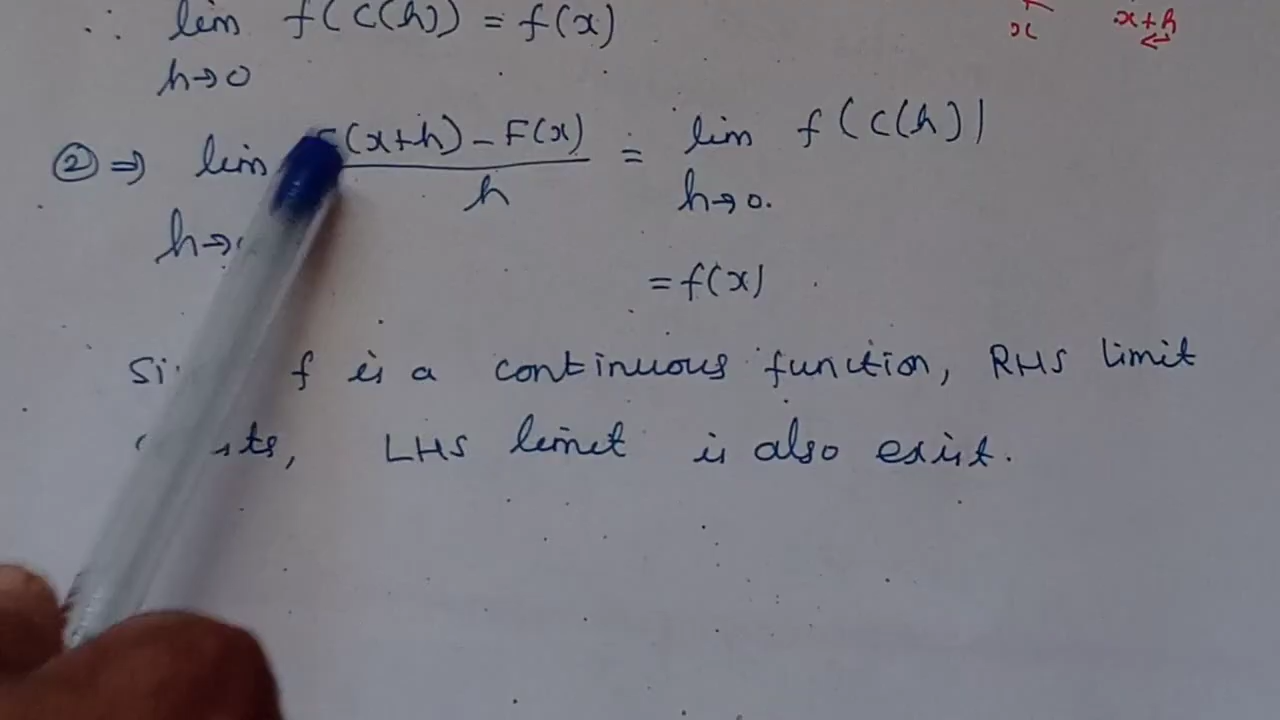 ∴ lim f(c(h)) = f(x)
h→0
x x+h
② ⇒ lim (x+h) - F(x) = lim f(c(h))
h→ h h→0.
= f(x)
f is a continuous function, RHS limit
LHS limit is also exist.